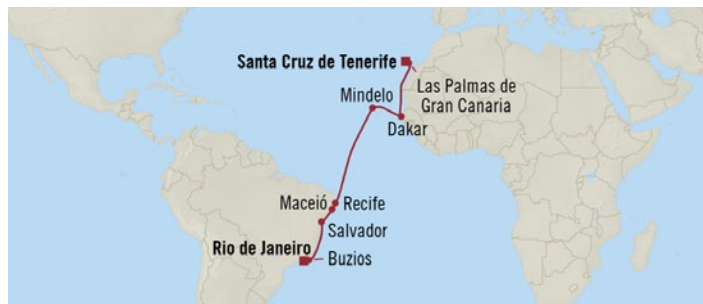 Santa Cruz de Tenerife
Las Palmas de
Gran Canaria
Mindelo
Dakar
Maceió
Recife
Salvador
Rio de Janeiro
Buzios